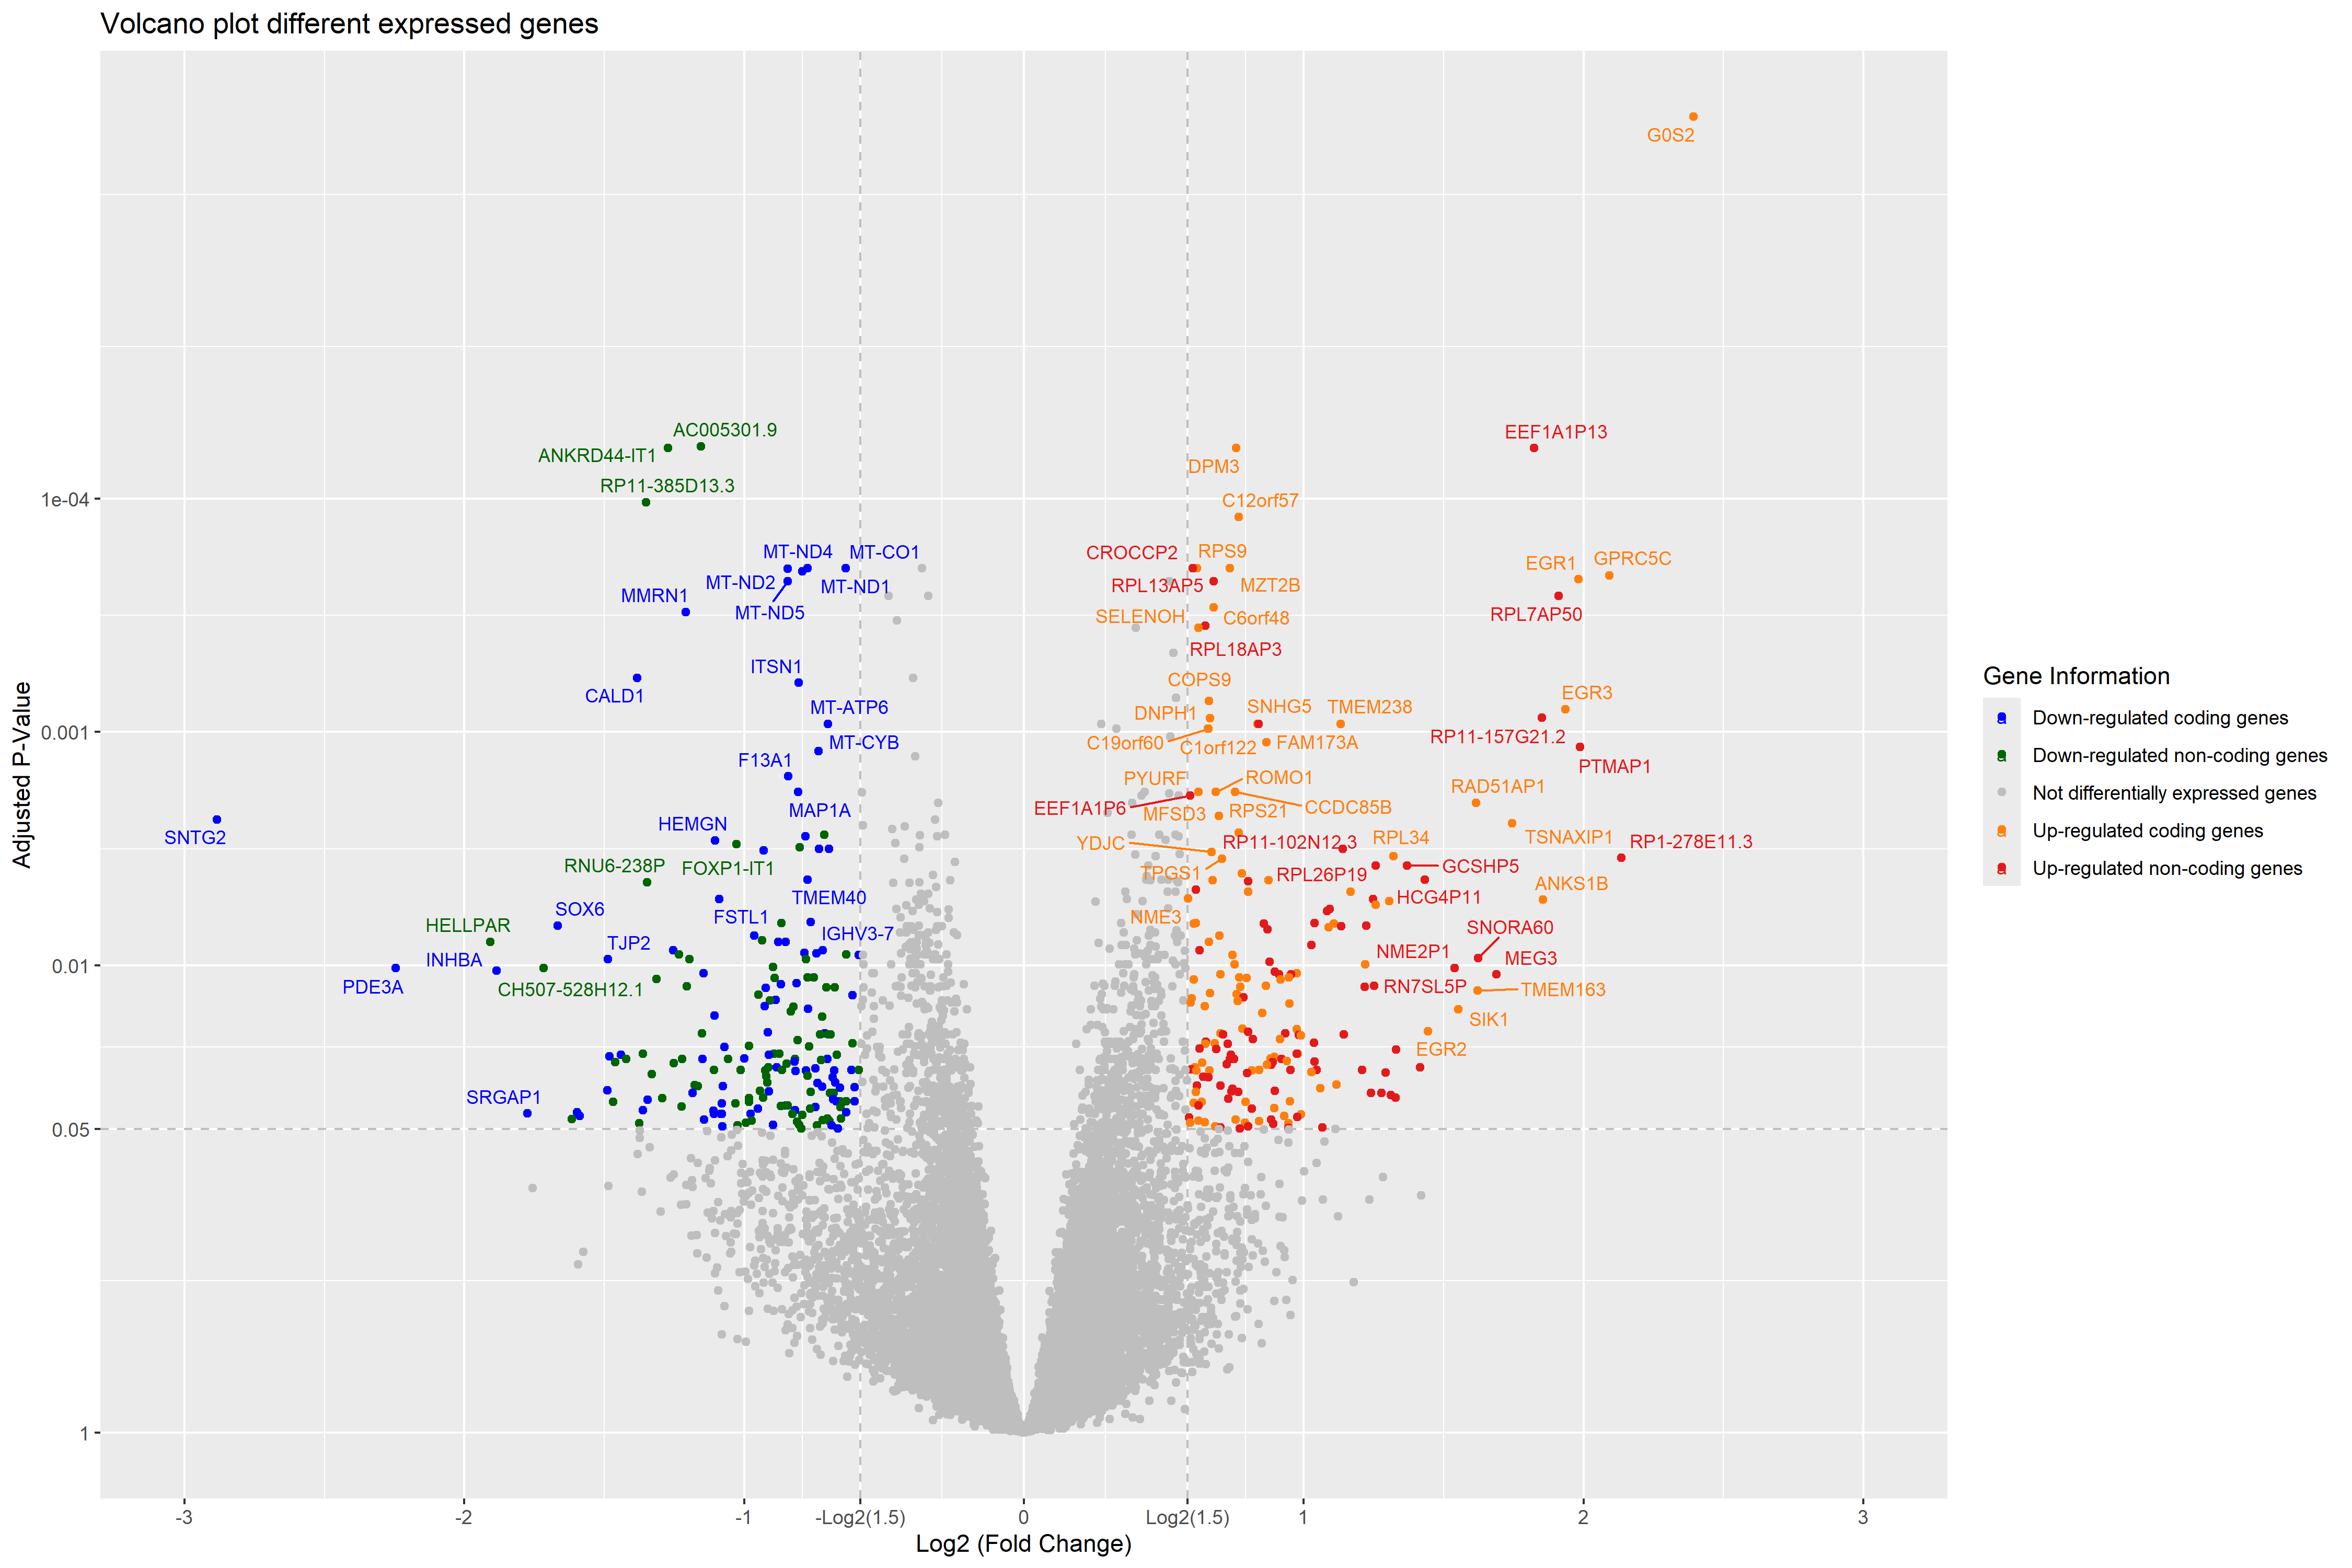 Volcano plot different expressed genes
G0S2
AC005301.9
EEF1A1P13
ANKRD44-IT1
DPM3
RP11-385D13.3
1e-04
C12orf57
MT-ND4
MT-CO1
CROCCP2
RPS9
EGR1
GPRC5C
MT-ND2
MT-ND1
RPL13AP5
MZT2B
MMRN1
MT-ND5
SELENOH
C6orf48
RPL7AP50
RPL18AP3
ITSN1
CALD1
COPS9
EGR3
MT-ATP6
DNPH1
SNHG5
TMEM238
0.001
MT-CYB
C19orf60
C1orf122
FAM173A
RP11-157G21.2
F13A1
PTMAP1
PYURF
ROMO1
RAD51AP1
MAP1A
EEF1A1P6
MFSD3
RPS21
CCDC85B
SNTG2
HEMGN
YDJC
RP11-102N12.3
RPL34
TSNAXIP1
RP1-278E11.3
RNU6-238P
FOXP1-IT1
TPGS1
RPL26P19
GCSHP5
TMEM40
HCG4P11
ANKS1B
SOX6
FSTL1
NME3
HELLPAR
IGHV3-7
SNORA60
TJP2
NME2P1
MEG3
INHBA
0.01
PDE3A
CH507-528H12.1
RN7SL5P
TMEM163
SIK1
EGR2
SRGAP1
0.05
1
Adjusted P-Value
-3
-2
-1
-Log2(1.5)
0
Log2(1.5)
1
2
3
Log2 (Fold Change)
Gene Information
Down-regulated coding genes
Down-regulated non-coding genes
Not differentially expressed genes
Up-regulated coding genes
Up-regulated non-coding genes